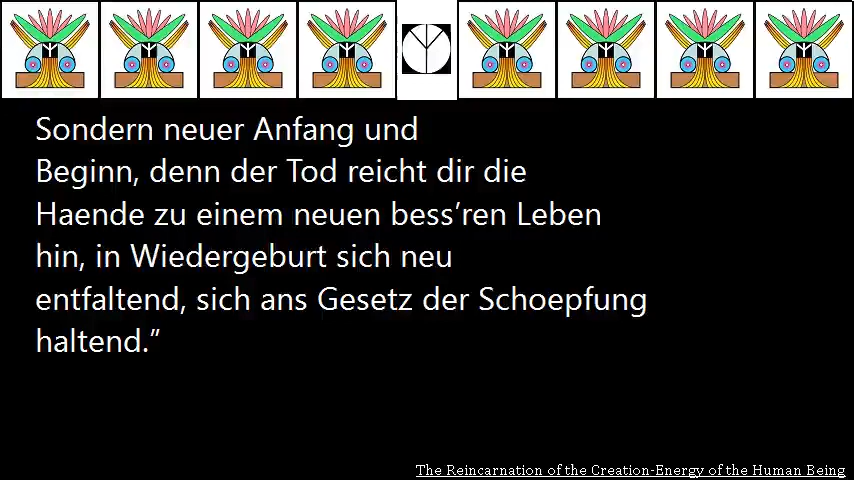 Sondern neuer Anfang und
Beginn, denn der Tod reicht dir die
Haende zu einem neuen bess’ren Leben
hin, in Wiedergeburt sich neu
entfaltend, sich ans Gesetz der Schoepfung
haltend.”
The Reincarnation of the Creation-Energy of the Human Being